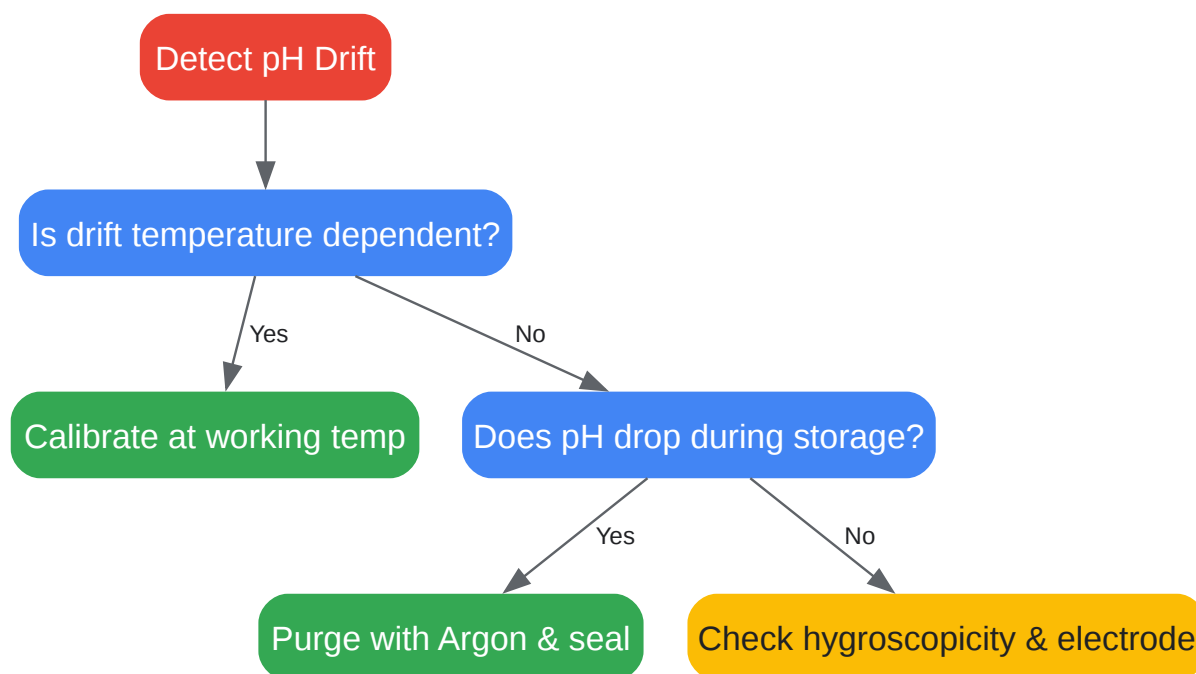 Detect pH Drift
Is drift temperature dependent?
Yes
No
Calibrate at working temp
Does pH drop during storage?
Yes
No
Purge with Argon & seal
Check hygroscopicity & electrode